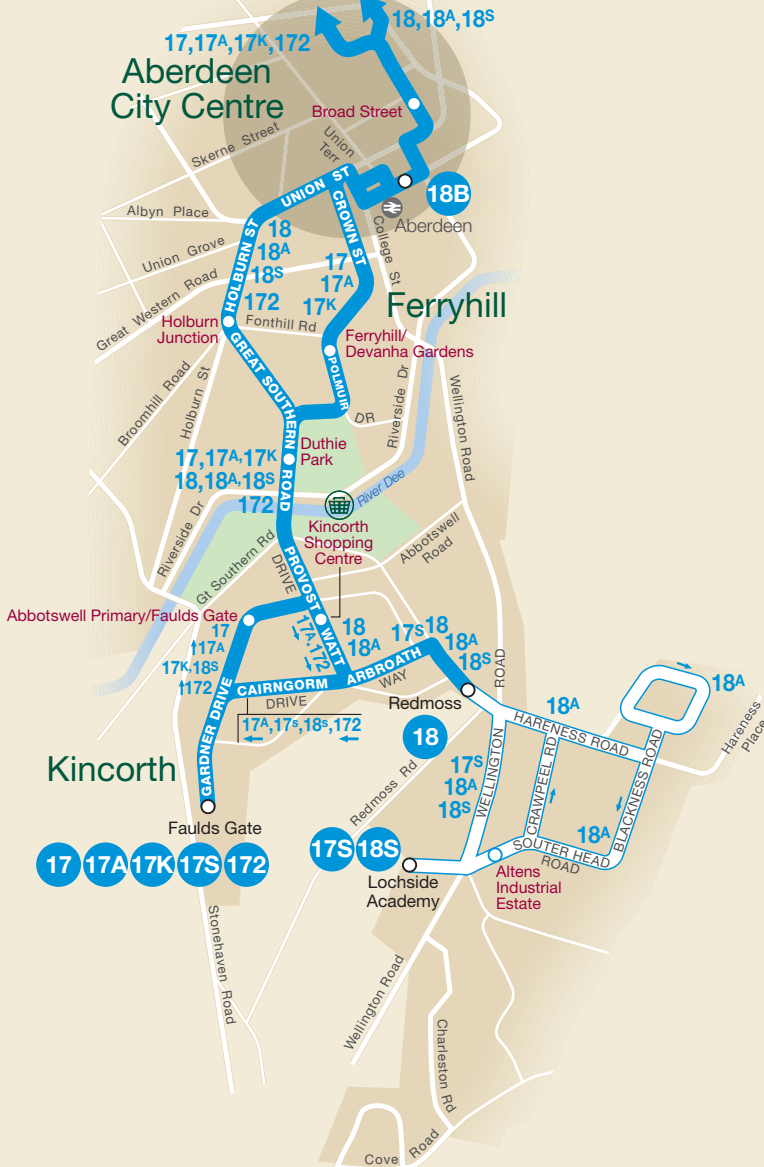 18,18A,18S
17,17A,17K,172
Aberdeen
City Centre
Broad Street
Skerne Street
Union
Terr
UNION ST
18B
Aberdeen
Albyn Place
CROWN ST
College St
Union Grove
HOLBURN ST
18
18A
18S
172
17
17A
17K
Great Western Road
Ferryhill
Holburn
Junction
Fonthill Rd
Ferryhill/
Devanha Gardens
GREAT SOUTHERN
ROAD
POLMUIR
DR
Riverside Dr
Wellington Road
Broomhill Road
Holburn St
Duthie
Park
17,17A,17K
18,18A,18S
172
River Dee
Kincorth
Shopping
Centre
Riverside Dr
Gt Southern Rd
Abbotswell
Road
PROVOST
WATT
DRIVE
Abbotswell Primary/Faulds Gate
17
17A
17K,18S
172
17A,172
18
18A
17S
18
18A
18S
ARBROATH
WAY
CAIRNGORM
DRIVE
17A,17S,18S,172
Redmoss
18
ROAD
18A
18A
HARENESS ROAD
Hareness
Place
GARDNER DRIVE
Kincorth
Redmoss Rd
WELLINGTON
17S
18A
18S
CRAWPEEL RD
BLACKNESS ROAD
18A
SOUTER HEAD
ROAD
Faulds Gate
17
17A
17K
17S
172
17S
18S
Lochside
Academy
Altens
Industrial
Estate
Stonehaven Road
Wellington Road
Charleston Rd
Cove Road